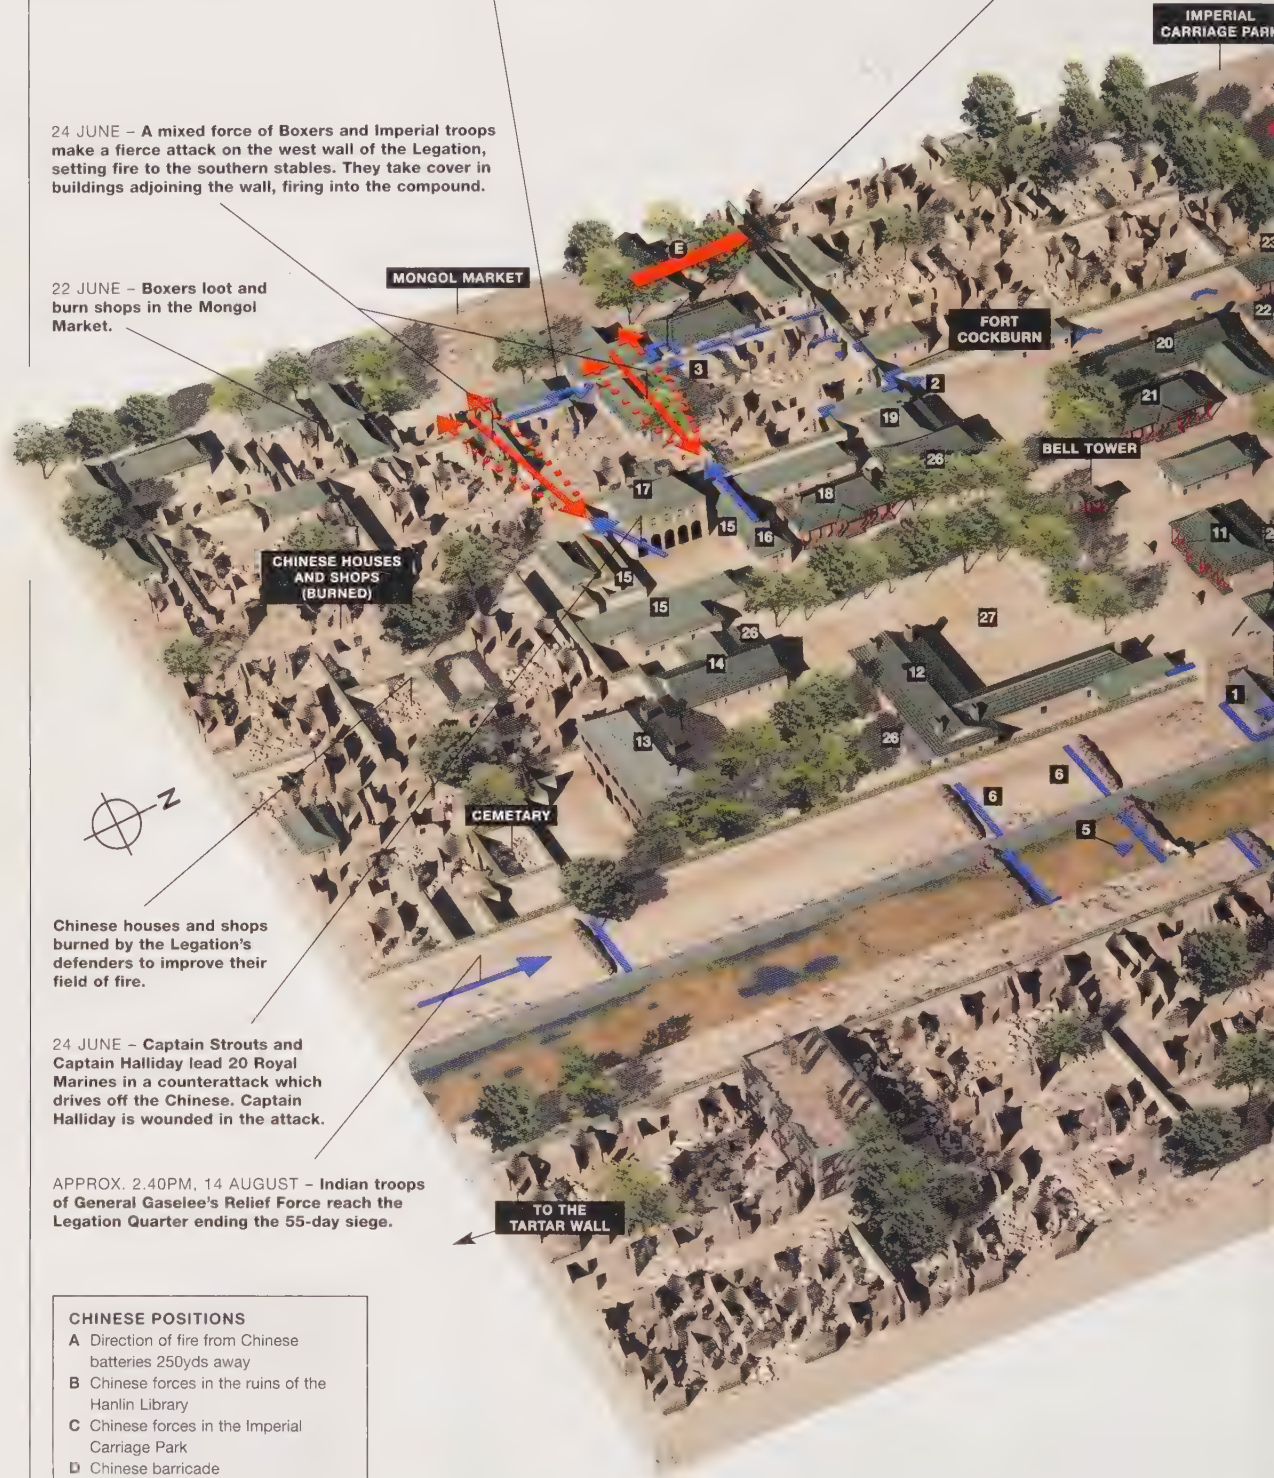 IMPERIAL
CARRIAGE PARK
24 JUNE – A mixed force of Boxers and Imperial troops
make a fierce attack on the west wall of the Legation,
setting fire to the southern stables. They take cover in
buildings adjoining the wall, firing into the compound.
E
MONGOL MARKET
22 JUNE – Boxers loot and
burn shops in the Mongol
Market.
23
22
FORT
COCKBURN
20
3
2
21
19
BELL TOWER
26
17
18
15
16
11
CHINESE HOUSES
AND SHOPS
(BURNED)
15
15
27
26
14
12
1
13
26
6
6
N
CEMETARY
5
Chinese houses and shops
burned by the Legation's
defenders to improve their
field of fire.
24 JUNE – Captain Strouts and
Captain Halliday lead 20 Royal
Marines in a counterattack which
drives off the Chinese. Captain
Halliday is wounded in the attack.
APPROX. 2.40PM, 14 AUGUST – Indian troops
of General Gaselee's Relief Force reach the
Legation Quarter ending the 55-day siege.
TO THE
TARTAR WALL
CHINESE POSITIONS
A Direction of fire from Chinese
batteries 250yds away
B Chinese forces in the ruins of the
Hanlin Library
C Chinese forces in the Imperial
Carriage Park
D Chinese barricade